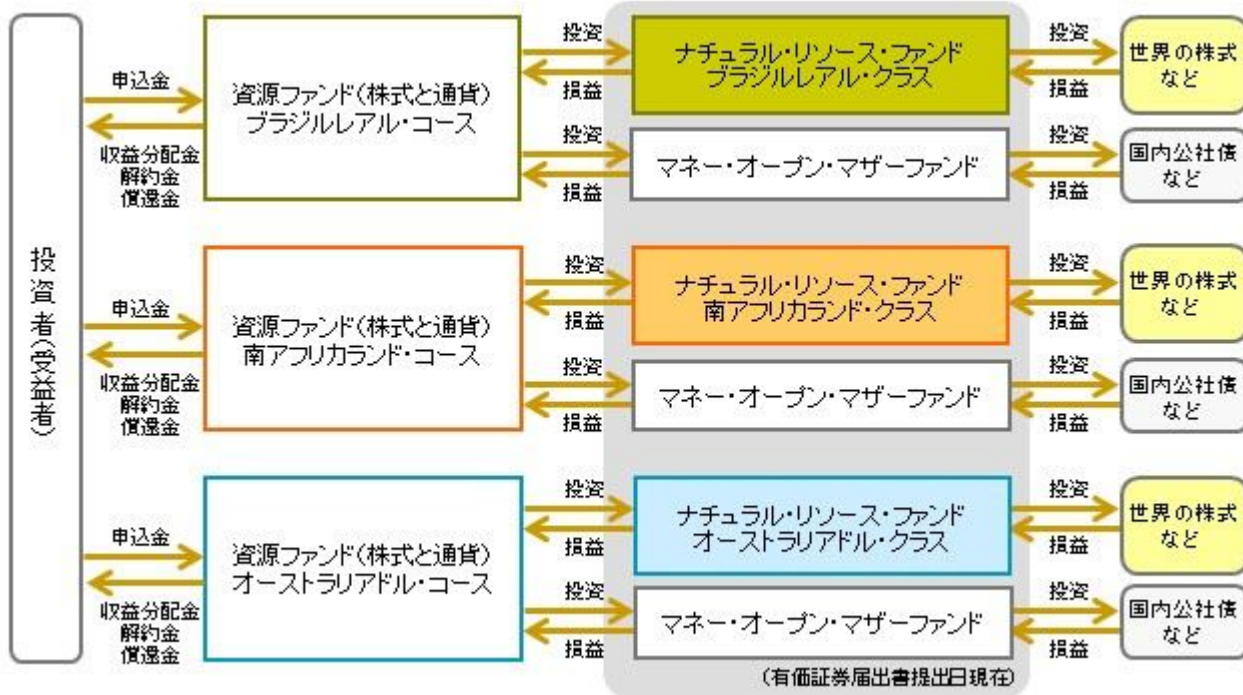 投資者(受益者)
申込金
収益分配金
解約金
償還金
資源ファンド(株式と通貨)
ブラジルレアル・コース
投資
損益
投資
損益
ナチュラル・リソース・ファンド
ブラジルレアル・クラス
マネー・オープン・マザーファンド
投資
損益
投資
損益
世界の株式
など
国内公社債
など
申込金
収益分配金
解約金
償還金
資源ファンド(株式と通貨)
南アフリカランド・コース
投資
損益
投資
損益
ナチュラル・リソース・ファンド
南アフリカランド・クラス
マネー・オープン・マザーファンド
投資
損益
投資
損益
世界の株式
など
国内公社債
など
申込金
収益分配金
解約金
償還金
資源ファンド(株式と通貨)
オーストラリアドル・コース
投資
損益
投資
損益
ナチュラル・リソース・ファンド
オーストラリアドル・クラス
マネー・オープン・マザーファンド
投資
損益
投資
損益
世界の株式
など
国内公社債
など
(有価証券届出書提出日現在)